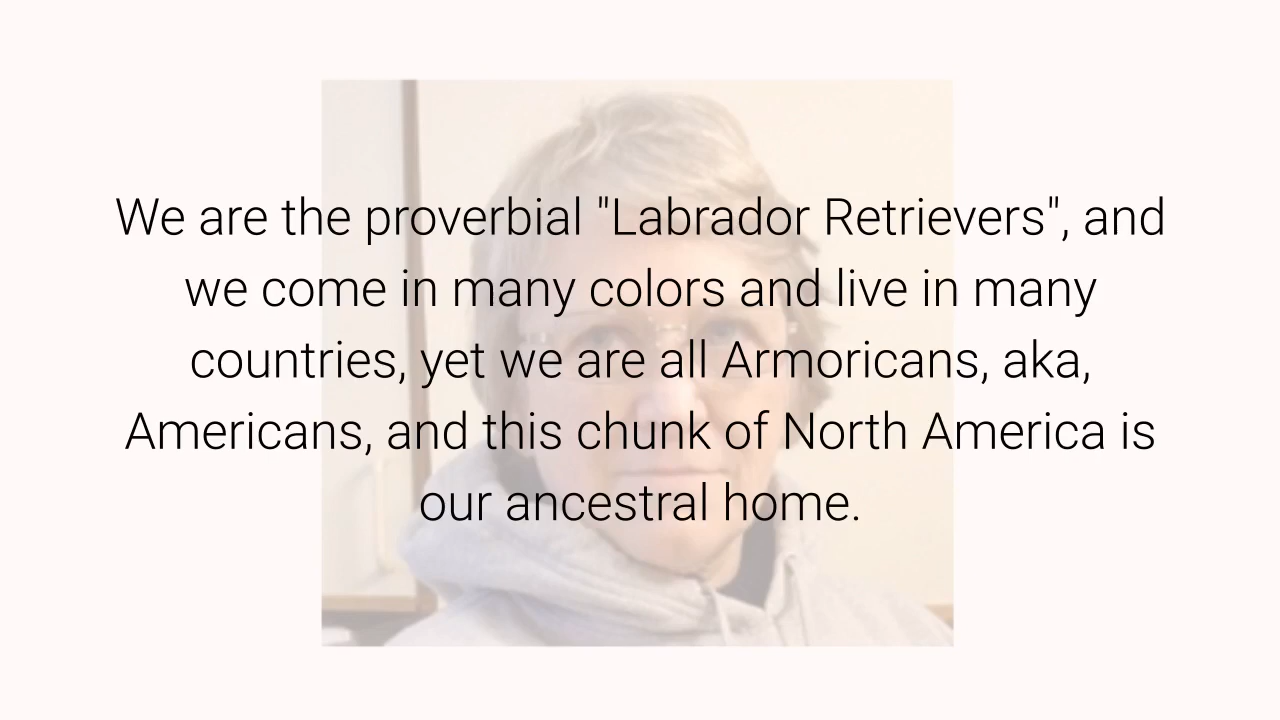 We are the proverbial "Labrador Retrievers", and
we come in many colors and live in many
countries, yet we are all Armoricans, aka,
Americans, and this chunk of North America is
our ancestral home.